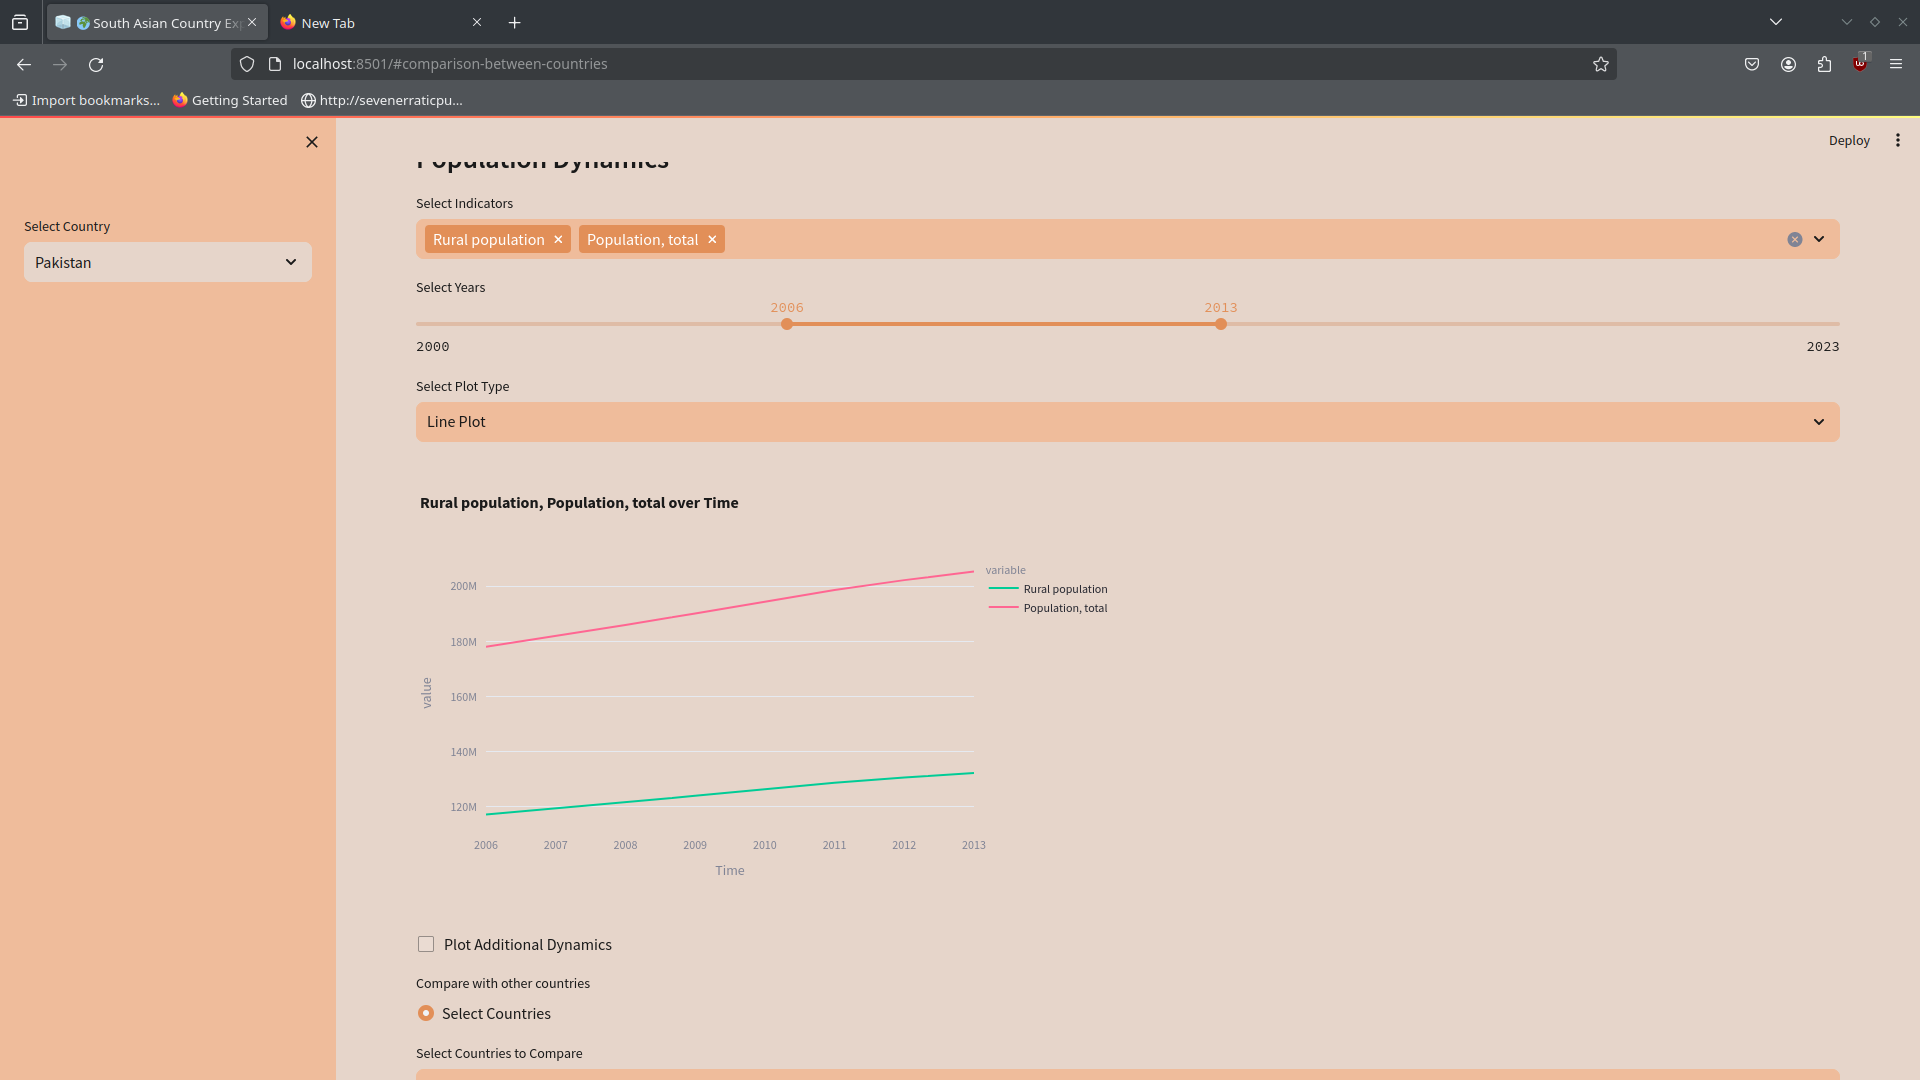 South Asian Country Ex
New Tab
localhost:8501/#comparison-between-countries
1
Import bookmarks...
Getting Started
http://sevenerraticpu...
Deploy
Select Country
Pakistan
Population Dynamics
Select Indicators
Rural population
Population, total
Select Years
2006
2013
2000
2023
Select Plot Type
Line Plot
Rural population, Population, total over Time
variable
Rural population
Population, total
200M
180M
160M
140M
120M
value
2006 2007 2008 2009 2010 2011 2012 2013
Time
Plot Additional Dynamics
Compare with other countries
Select Countries
Select Countries to Compare